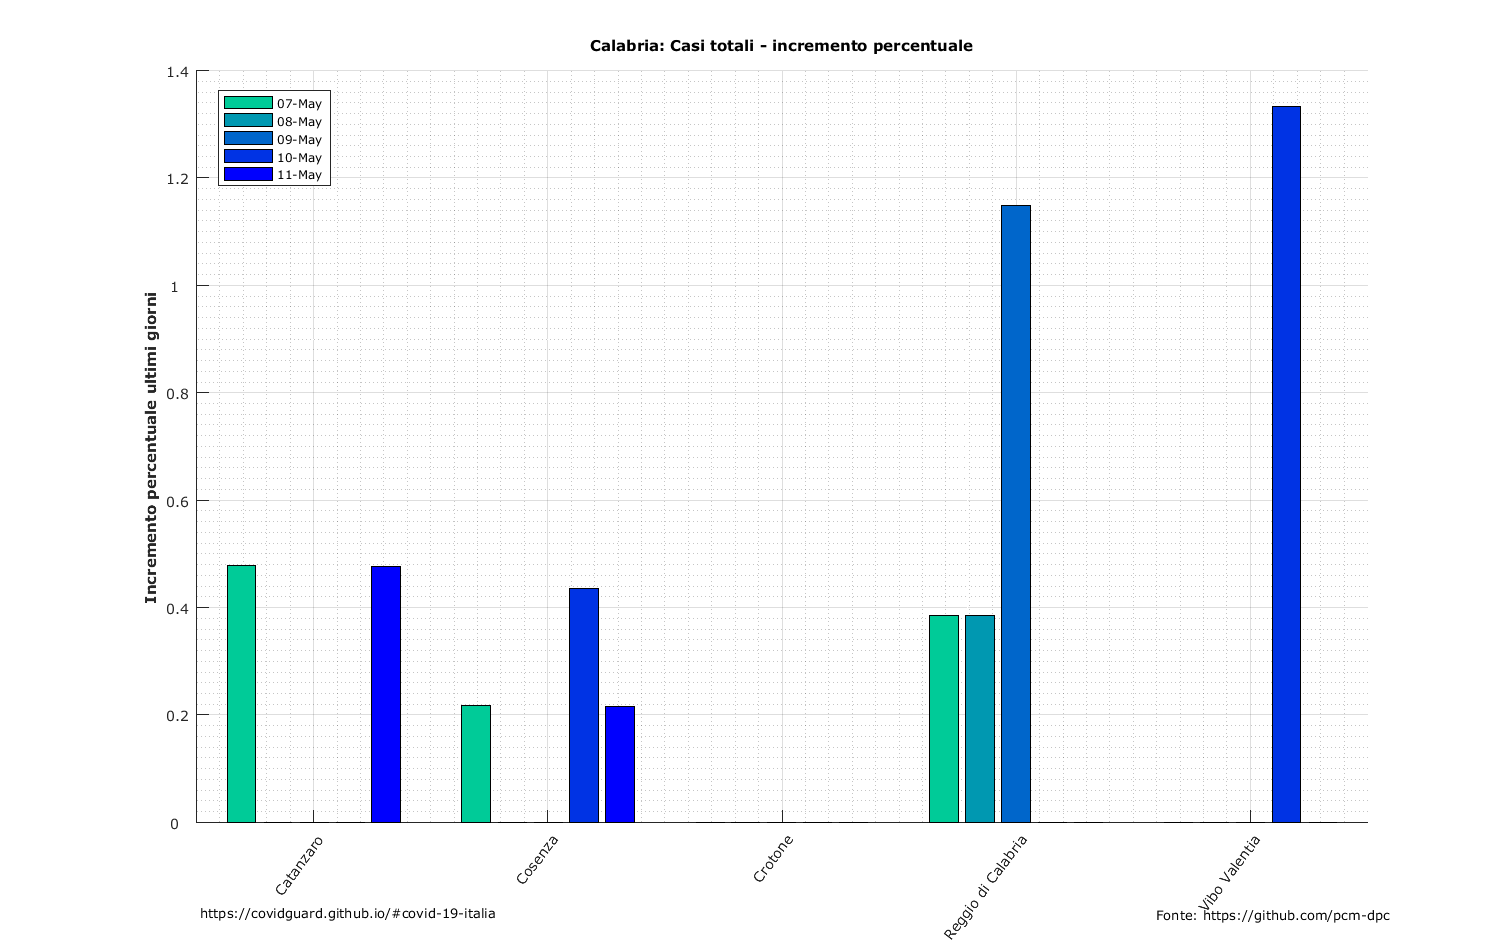 Calabria: Casi totali - incremento percentuale
1.4
1.2
1
0.8
0.6
0.4
0.2
0
Incremento percentuale ultimi giorni
07-May
08-May
09-May
10-May
11-May
Catanzaro
Cosenza
Crotone
Reggio di Calabria
Vibo Valentia
https://covidguard.github.io/#covid-19-italia
Fonte: https://github.com/pcm-dpc